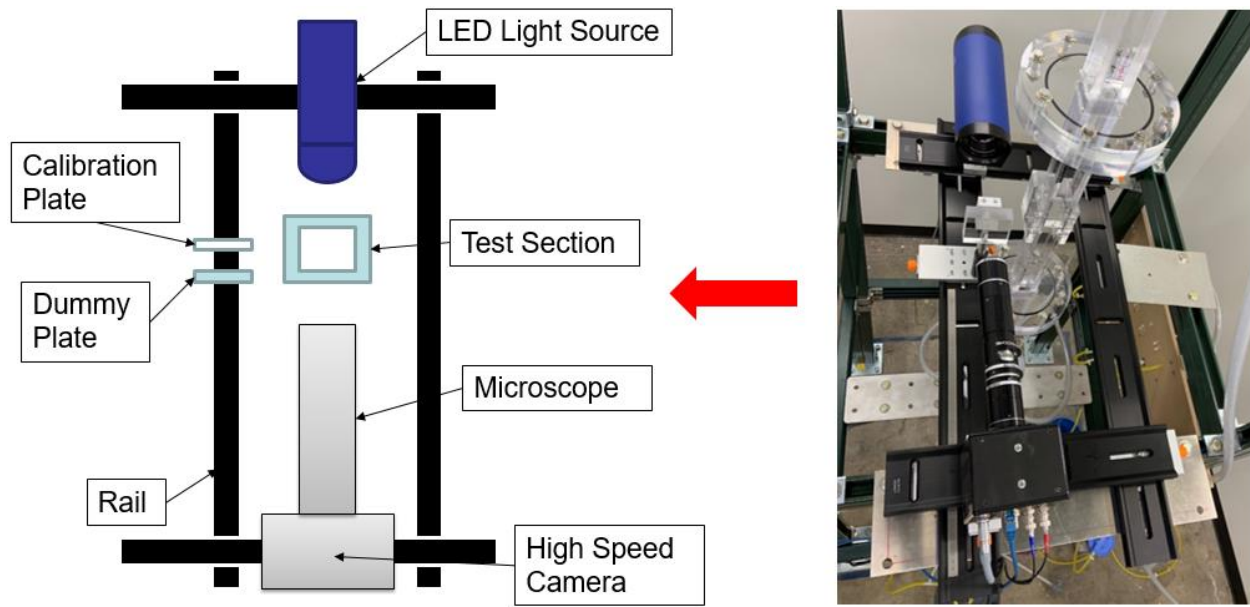 LED Light Source
Calibration
Plate
Test Section
Dummy
Plate
Microscope
Rail
High Speed
Camera